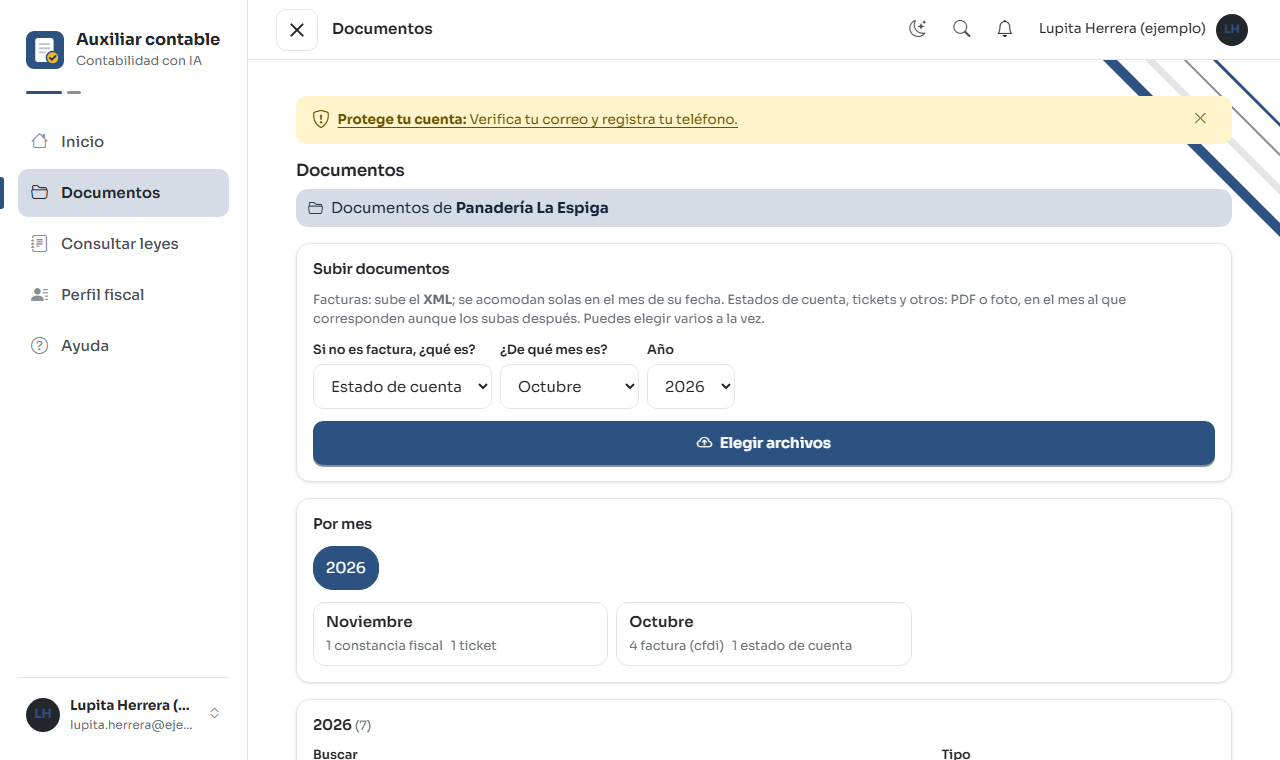 Auxiliar contable
Contabilidad con IA
Inicio
Documentos
Consultar leyes
Perfil fiscal
Ayuda
LH
Lupita Herrera (...
lupita.herrera@eje...
Documentos
Lupita Herrera (ejemplo)
LH
Protege tu cuenta: Verifica tu correo y registra tu teléfono.
Documentos
Documentos de Panadería La Espiga
Subir documentos
Facturas: sube el XML; se acomodan solas en el mes de su fecha. Estados de cuenta, tickets y otros: PDF o foto, en el mes al que
corresponden aunque los subas después. Puedes elegir varios a la vez.
Si no es factura, ¿qué es?
¿De qué mes es?
Año
Estado de cuenta
Octubre
2026
Elegir archivos
Por mes
2026
Noviembre
1 constancia fiscal 1 ticket
Octubre
4 factura (cfdi) 1 estado de cuenta
2026 (7)
Buscar
Tipo